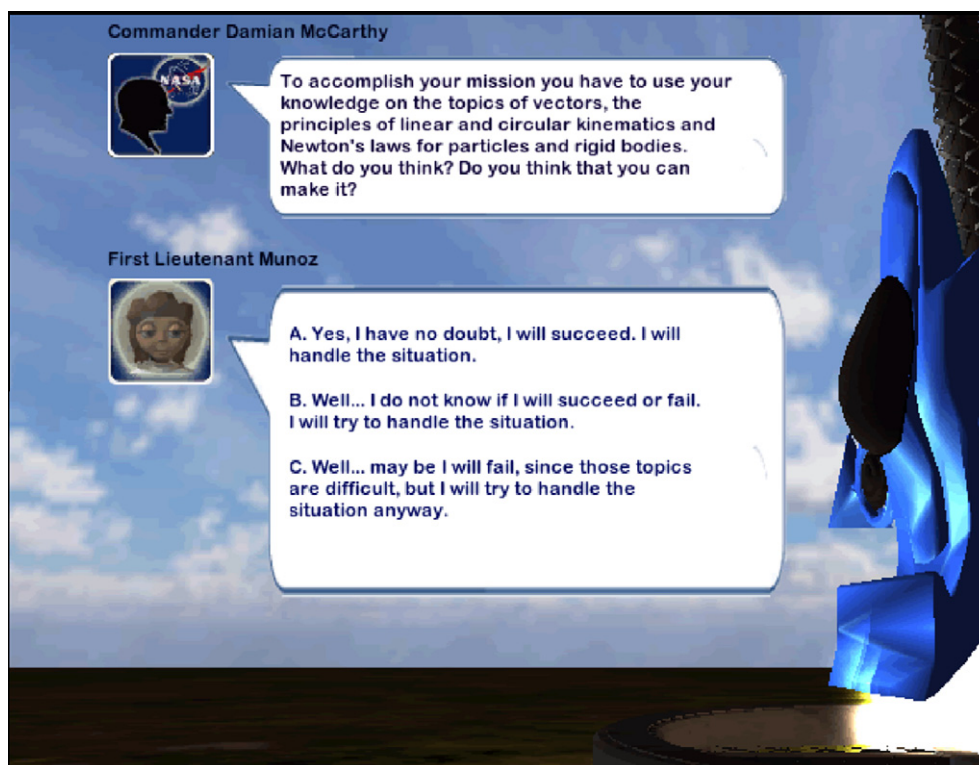 Commander Damian McCarthy
NASA
To accomplish your mission you have to use your
knowledge on the topics of vectors, the
principles of linear and circular kinematics and
Newton's laws for particles and rigid bodies.
What do you think? Do you think that you can
make it?
First Lieutenant Munoz
A. Yes, I have no doubt, I will succeed. I will
handle the situation.
B. Well... I do not know if I will succeed or fail.
I will try to handle the situation.
C. Well... may be I will fail, since those topics
are difficult, but I will try to handle the
situation anyway.